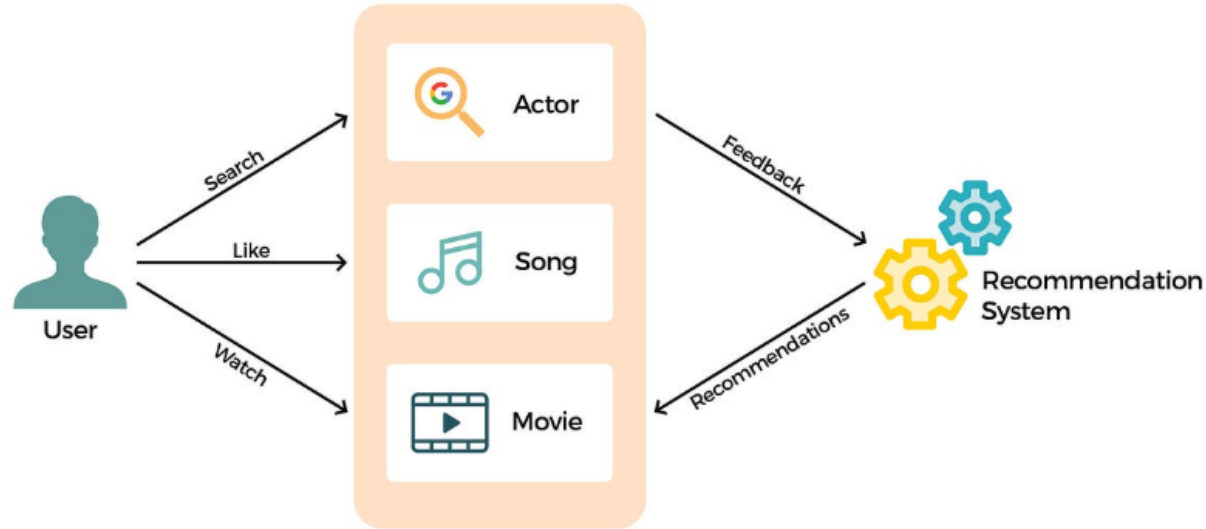 Actor
Search
Feedback
Like
Song
User
Watch
Movie
Recommendations
Recommendation
System